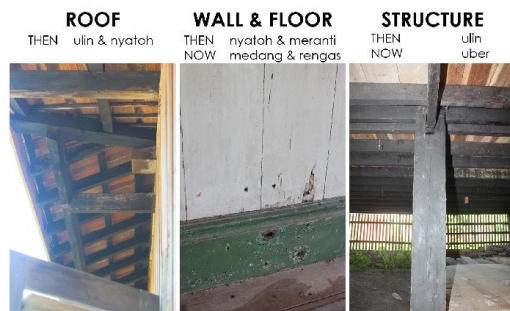 ROOF
THEN ulin & nyatoh
WALL & FLOOR
THEN nyatoh & meranti
NOW medang & rengas
STRUCTURE
THEN ulin
NOW uber